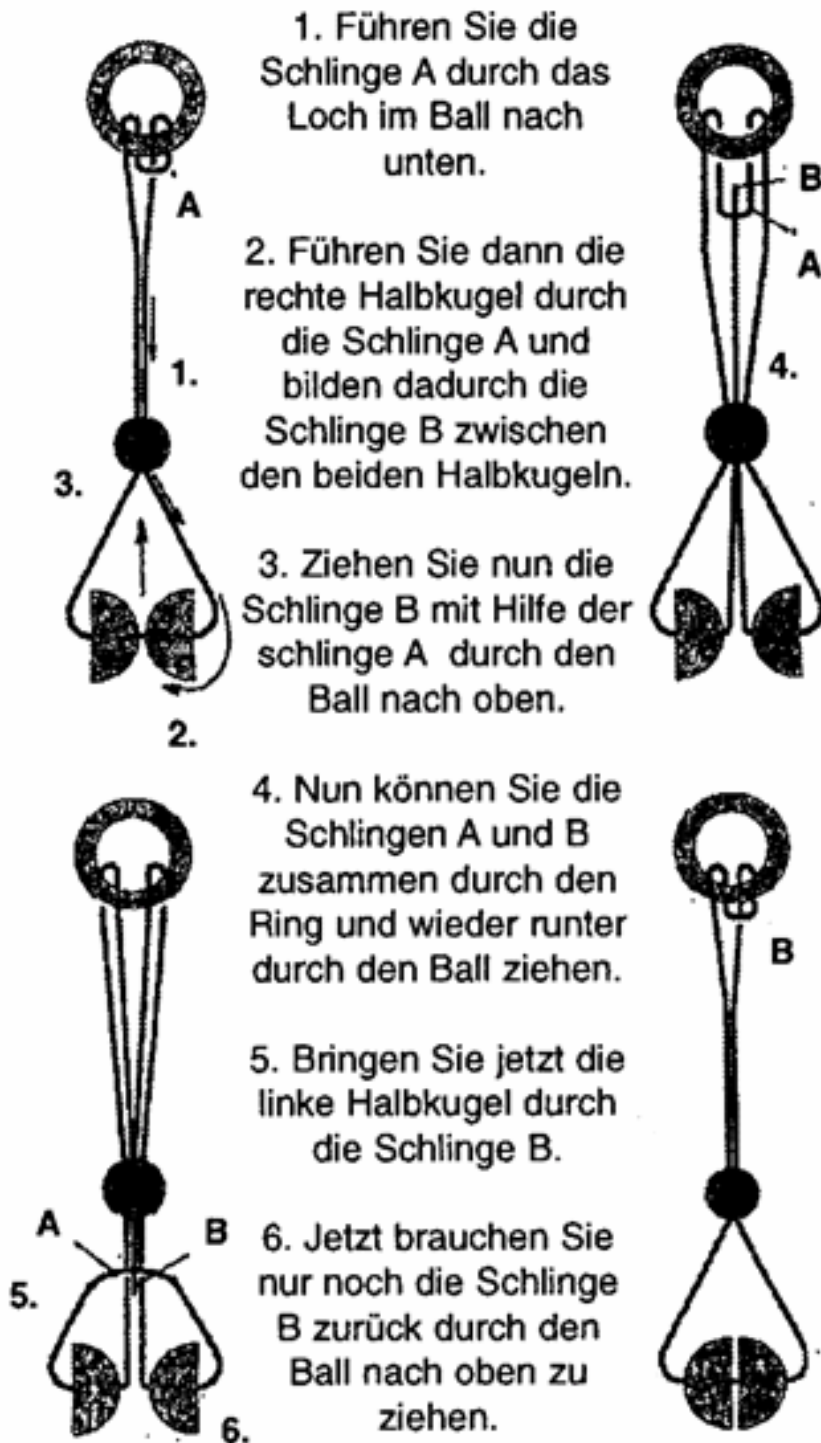 1. Führen Sie die
Schlinge A durch das
Loch im Ball nach
unten.
A
1.
2. Führen Sie dann die
rechte Halbkugel durch
die Schlinge A und
bilden dadurch die
Schlinge B zwischen
den beiden Halbkugeln.
3.
2.
3. Ziehen Sie nun die
Schlinge B mit Hilfe der
schlinge A durch den
Ball nach oben.
B
A
4.
4. Nun können Sie die
Schlingen A und B
zusammen durch den
Ring und wieder runter
durch den Ball ziehen.
5. Bringen Sie jetzt die
linke Halbkugel durch
die Schlinge B.
A
B
5.
6.
6. Jetzt brauchen Sie
nur noch die Schlinge
B zurück durch den
Ball nach oben zu
ziehen.
B